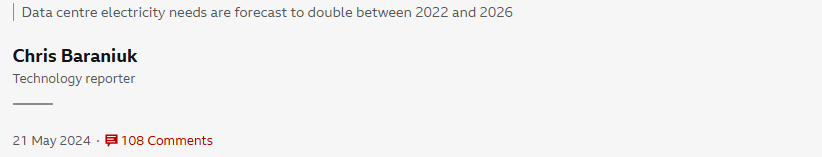 Data centre electricity needs are forecast to double between 2022 and 2026
Chris Baraniuk
Technology reporter
21 May 2024 · 108 Comments